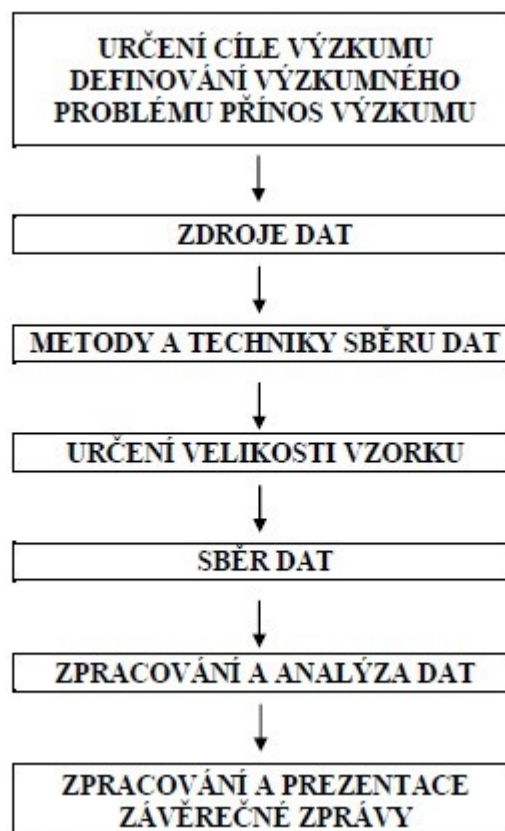 URČENÍ CÍLE VÝZKUMU
DEFINOVÁNÍ VÝZKUMNÉHO
PROBLÉMU PŘÍNOS VÝZKUMU
ZDROJE DAT
METODY A TECHNIKY SBĚRU DAT
URČENÍ VELIKOSTI VZORKU
SBĚR DAT
ZPRACOVÁNÍ A ANALÝZA DAT
ZPRACOVÁNÍ A PREZENTACE
ZÁVĚREČNÉ ZPRÁVY